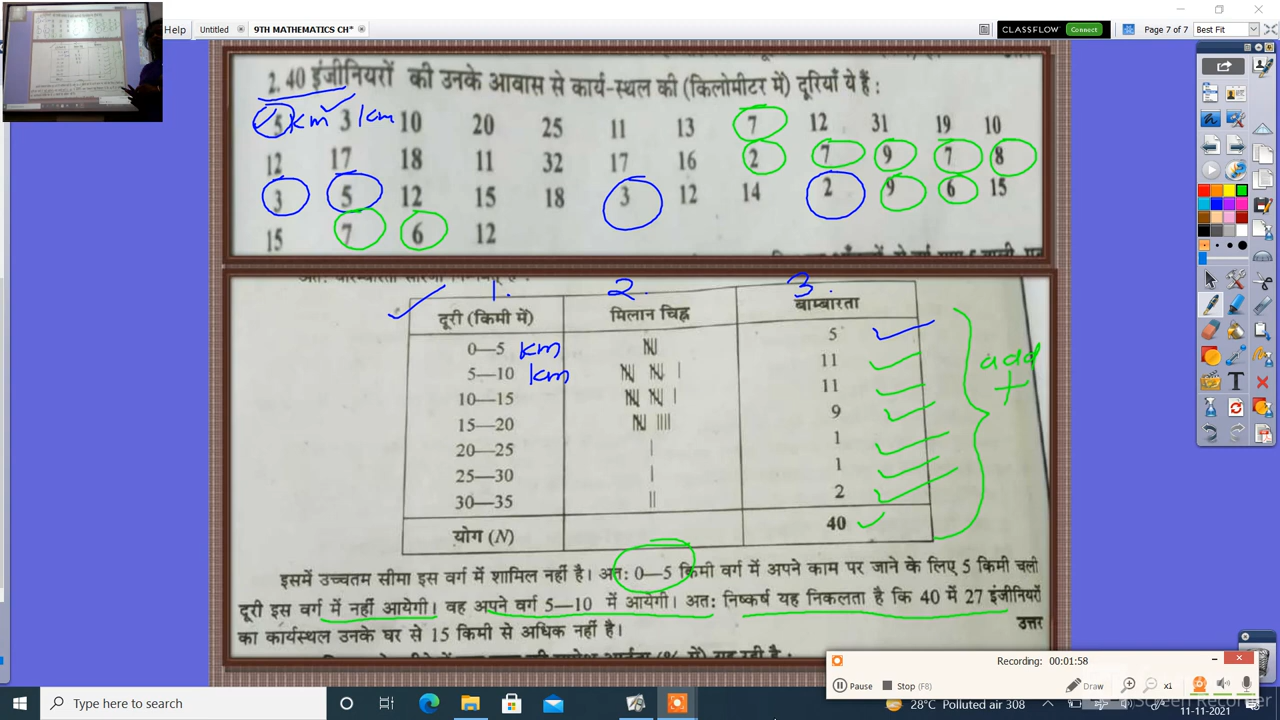 Help Untitled 9TH MATHEMATICS CH* CLASSFLOW Connect Page 7 of 7 Best Fit
2. 40 इंजीनियरों की उनके आवास से कार्य-स्थल की (किलोमीटर में) दूरियाँ ये हैं :
5 km 3 km 10 20 25 11 13 7 12 31 19 10
12 17 18 11 32 17 16 2 7 9 7 8
3 5 12 15 18 3 12 14 2 9 6 15
15 7 6 12
1. 2. 3.
दूरी (किमी में) मिलान चिह्न बाम्बारता
0—5 km 5
5—10 km 11
10—15 11
15—20 9
20—25 1
25—30 1
30—35 2
योग (N) 40
add
+
इसमें उच्चतम सीमा इस वर्ग में शामिल नहीं है। अत: 0—5 किमी वर्ग में अपने काम पर जाने के लिए 5 किमी चली
दूरी इस वर्ग में नहीं आयेगी। वह अपने वर्ग 5—10 में आयेगी। अत: निष्कर्ष यह निकलता है कि 40 में 27 इंजीनियरों
का कार्यस्थल उनके घर से 15 किमी से अधिक नहीं है। उत्तर
Recording: 00:01:58
Pause Stop (F8) Draw x1
Type here to search
28°C Polluted air 308
11-11-2021